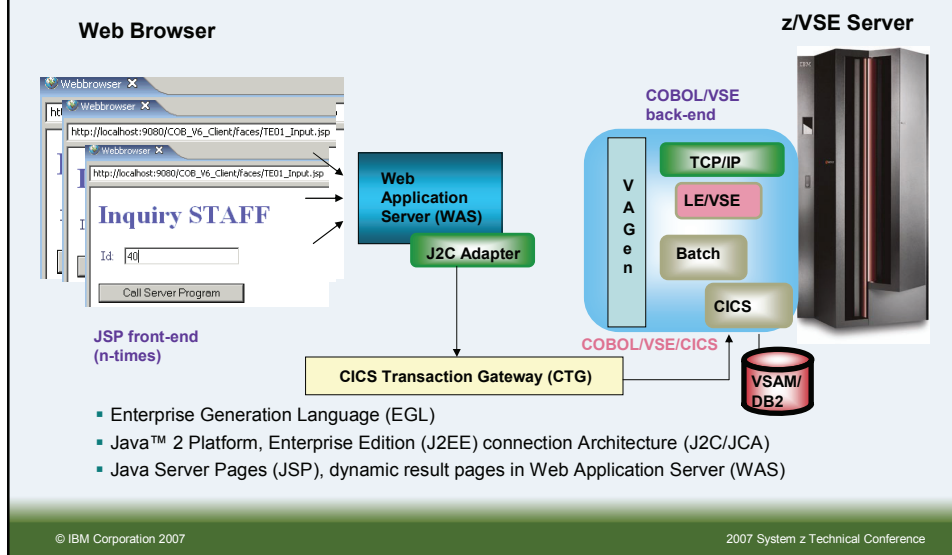 Web Browser
z/VSE Server
Webbrowser
htt
Webbrowser
http://localhost:9080/COB_V6_Client/faces/TE01_Input.jsp
Webbrowser
http://localhost:9080/COB_V6_Client/faces/TE01_Input.jsp
Inquiry STAFF
Id:
40
Call Server Program
JSP front-end
(n-times)
Web
Application
Server (WAS)
J2C Adapter
CICS Transaction Gateway (CTG)
COBOL/VSE
back-end
VAGen
TCP/IP
LE/VSE
Batch
CICS
COBOL/VSE/CICS
VSAM/
DB2
IBM
▪ Enterprise Generation Language (EGL)
▪ Java™ 2 Platform, Enterprise Edition (J2EE) connection Architecture (J2C/JCA)
▪ Java Server Pages (JSP), dynamic result pages in Web Application Server (WAS)
© IBM Corporation 2007
2007 System z Technical Conference